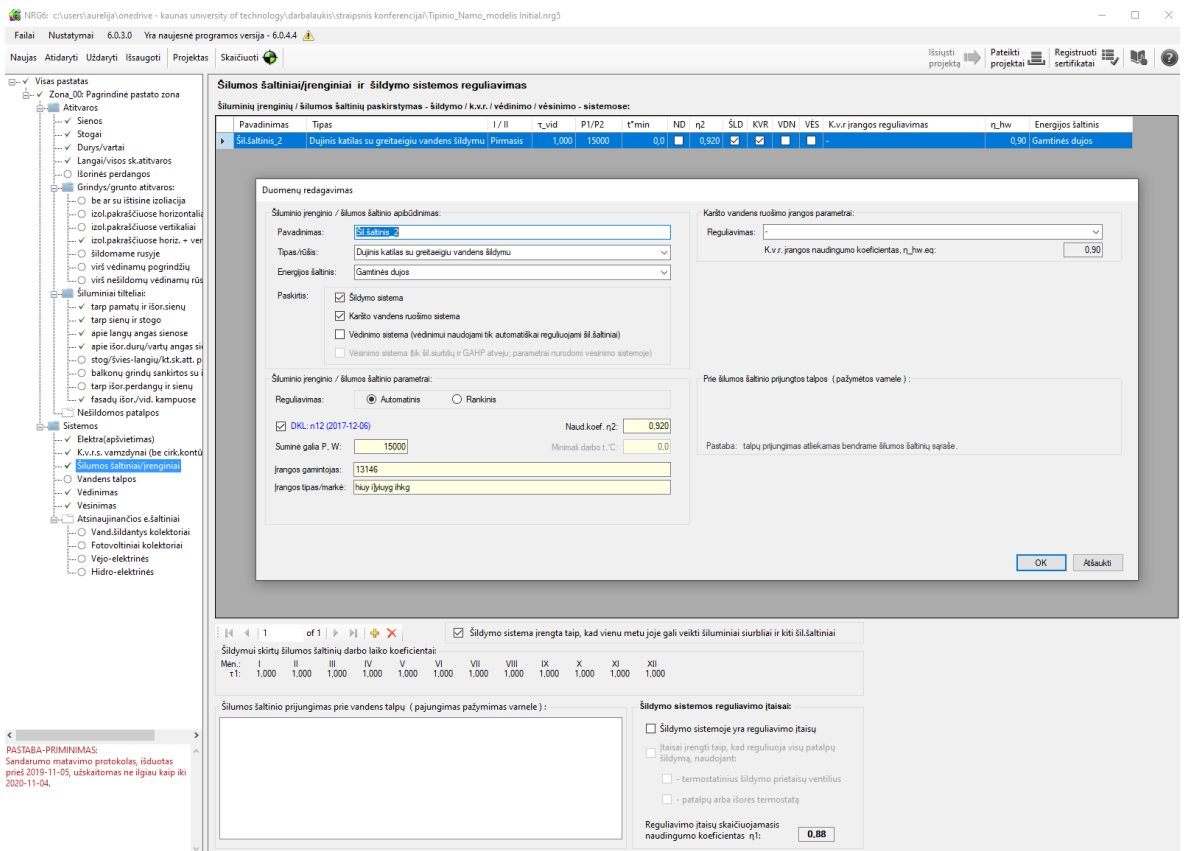 NRG6: c:\users\aurelija\onedrive - kaunas university of technology\darbalaukis\straipsnis konferencijai\Tipinio_Namo_modelis Initial.nrg5
Failai Nustatymai 6.0.3.0 Yra naujesnė programos versija - 6.0.4.4
Naujas Atidaryti Uždaryti Išsaugoti Projektas Skaičiuoti
Išsiųsti projektą
Pateikti projektai
Registruoti sertifikatai
Visas pastatas
Zona_00: Pagrindinė pastato zona
Atitvaros
Sienos
Stogai
Durys/vartai
Langai/visos sk.atitvaros
Išorinės perdangos
Grindys/grunto atitvaros:
be ar su ištisine izoliacija
izol.pakraščiuose horizontalia
izol.pakraščiuose vertikaliai
izol.pakraščiuose horiz. + ver
šildomame rusyje
virš vėdinamų pogrindžių
virš nešildomų vėdinamų rūs
Šiluminiai tilteliai:
tarp pamatų ir išor.sienų
tarp sienų ir stogo
apie langų angas sienose
apie išor.durų/vartų angas si
stog/švies-langių/kt.sk.att. p
balkonų grindų sankirtos su i
tarp išor.perdangų ir sienų
fasadų išor./vid. kampuose
Nešildomos patalpos
Sistemos
Elektra(apšvietimas)
K.v.r.s. vamzdynai (be cirk.kontū
Šilumos šaltiniai/įrenginiai
Vandens talpos
Vėdinimas
Vėsinimas
Atsinaujinančios e.šaltiniai
Vand.šildantys kolektoriai
Fotovoltiniai kolektoriai
Vėjo-elektrinės
Hidro-elektrinės
PASTABA-PRIMINIMAS:
Sandarumo matavimo protokolas, išduotas
prieš 2019-11-05, užskaitomas ne ilgiau kaip iki
2020-11-04.
Šilumos šaltiniai/įrenginiai ir šildymo sistemos reguliavimas
Šiluminių įrenginių / šilumos šaltinių paskirstymas - šildymo / k.v.r. / vėdinimo / vėsinimo - sistemose:
Pavadinimas Tipas I / II τ_vid P1/P2 t°min ND η2 ŠLD KVR VDN VĖS K.v.r įrangos reguliavimas η_hw Energijos šaltinis
Šil.šaltinis_2 Dujinis katilas su greitaeigiu vandens šildymu Pirmasis 1,000 15000 0,0 0,920 - 0,90 Gamtinės dujos
Duomenų redagavimas
Šiluminio įrenginio / šilumos šaltinio apibūdinimas:
Pavadinimas: Šil.šaltinis_2
Tipas/rūšis: Dujinis katilas su greitaeigiu vandens šildymu
Energijos šaltinis: Gamtinės dujos
Paskirtis: Šildymo sistema
Karšto vandens ruošimo sistema
Vėdinimo sistema (vėdinimui naudojami tik automatiškai reguliuojami šil.šaltiniai)
Vėsinimo sistema (tik šil.siurblių ir GAHP atveju; parametrai nurodomi vėsinimo sistemoje)
Karšto vandens ruošimo įrangos parametrai:
Reguliavimas: -
K.v.r. įrangos naudingumo koeficientas, η_hw.eq: 0,90
Šiluminio įrenginio / šilumos šaltinio parametrai:
Reguliavimas: Automatinis Rankinis
DKL: n12 (2017-12-06) Naud.koef. η2: 0,920
Suminė galia P, W: 15000 Minimali darbo t,°C: 0.0
Įrangos gamintojas: 13146
Įrangos tipas/markė:
Prie šilumos šaltinio prijungtos talpos ( pažymėtos varnele ) :
Pastaba: talpų prijungimas atliekamas bendrame šilumos šaltinių sąraše.
OK Atšaukti
1 of 1
Šildymo sistema įrengta taip, kad vienu metu joje gali veikti šiluminiai siurbliai ir kiti šil.šaltiniai
Šildymui skirtų šilumos šaltinių darbo laiko koeficientai:
Mėn.: I II III IV V VI VII VIII IX X XI XII
τ1: 1,000 1,000 1,000 1,000 1,000 1,000 1,000 1,000 1,000 1,000 1,000 1,000
Šilumos šaltinio prijungimas prie vandens talpų ( pajungimas pažymimas varnele ) :
Šildymo sistemos reguliavimo įtaisai:
Šildymo sistemoje yra reguliavimo įtaisų
Įtaisai įrengti taip, kad reguliuoja visų patalpų
šildymą, naudojant:
- termostatinius šildymo prietaisų ventilius
- patalpų arba išorės termostatą
Reguliavimo įtaisų skaičiuojamasis
naudingumo koeficientas η1: 0,88